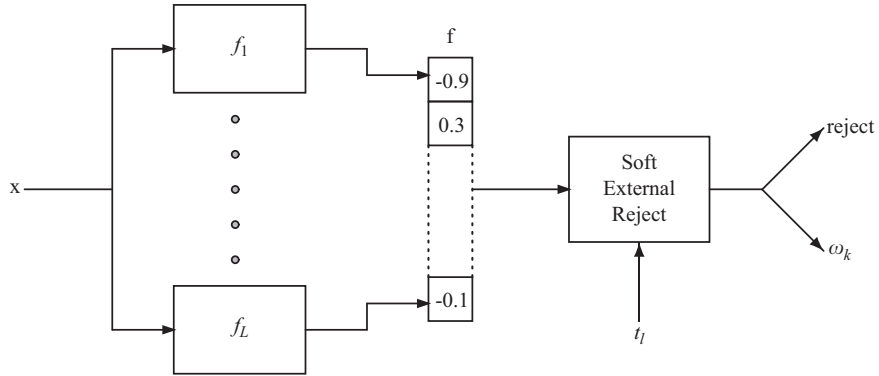 f
f₁
-0.9
0.3
x
Soft
External
Reject
reject
ωₖ
-0.1
f_L
t_l